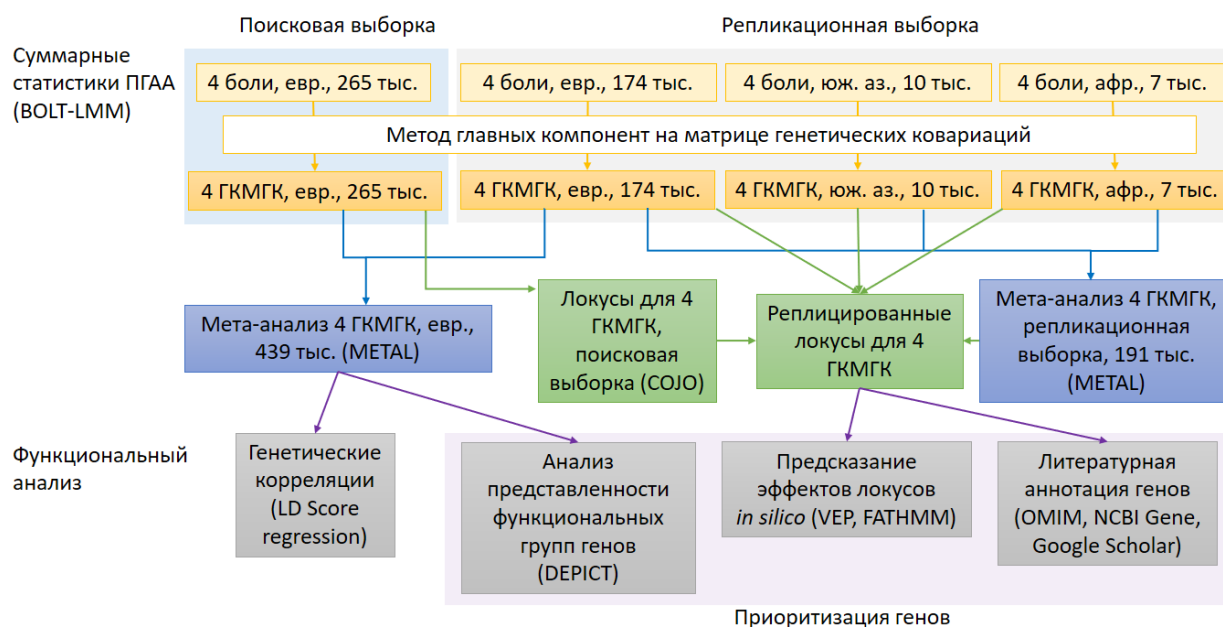 Поисковая выборка
Репликационная выборка
Суммарные
статистики ПГАА
(BOLT-LMM)
4 боли, евр., 265 тыс.
4 боли, евр., 174 тыс.
4 боли, юж. аз., 10 тыс.
4 боли, афр., 7 тыс.
Метод главных компонент на матрице генетических ковариаций
4 ГКМГК, евр., 265 тыс.
4 ГКМГК, евр., 174 тыс.
4 ГКМГК, юж. аз., 10 тыс.
4 ГКМГК, афр., 7 тыс.
Мета-анализ 4 ГКМГК, евр.,
439 тыс. (METAL)
Локусы для 4
ГКМГК,
поисковая
выборка (COJO)
Реплицированные
локусы для 4
ГКМГК
Мета-анализ 4 ГКМГК,
репликационная
выборка, 191 тыс.
(METAL)
Функциональный
анализ
Генетические
корреляции
(LD Score
regression)
Анализ
представленности
функциональных
групп генов
(DEPICT)
Предсказание
эффектов локусов
in silico (VEP, FATHMM)
Литературная
аннотация генов
(OMIM, NCBI Gene,
Google Scholar)
Приоритизация генов